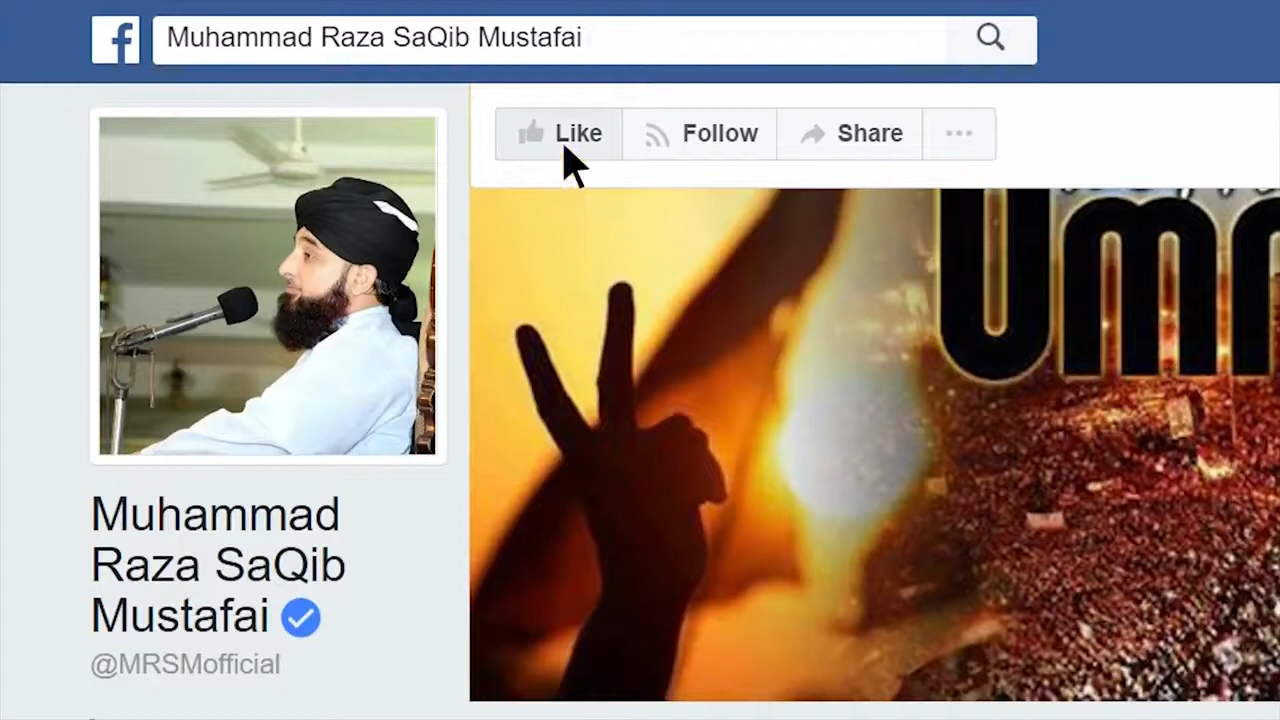 Muhammad Raza SaQib Mustafai
Like Follow Share
Muhammad
Raza SaQib
Mustafai
@MRSMofficial